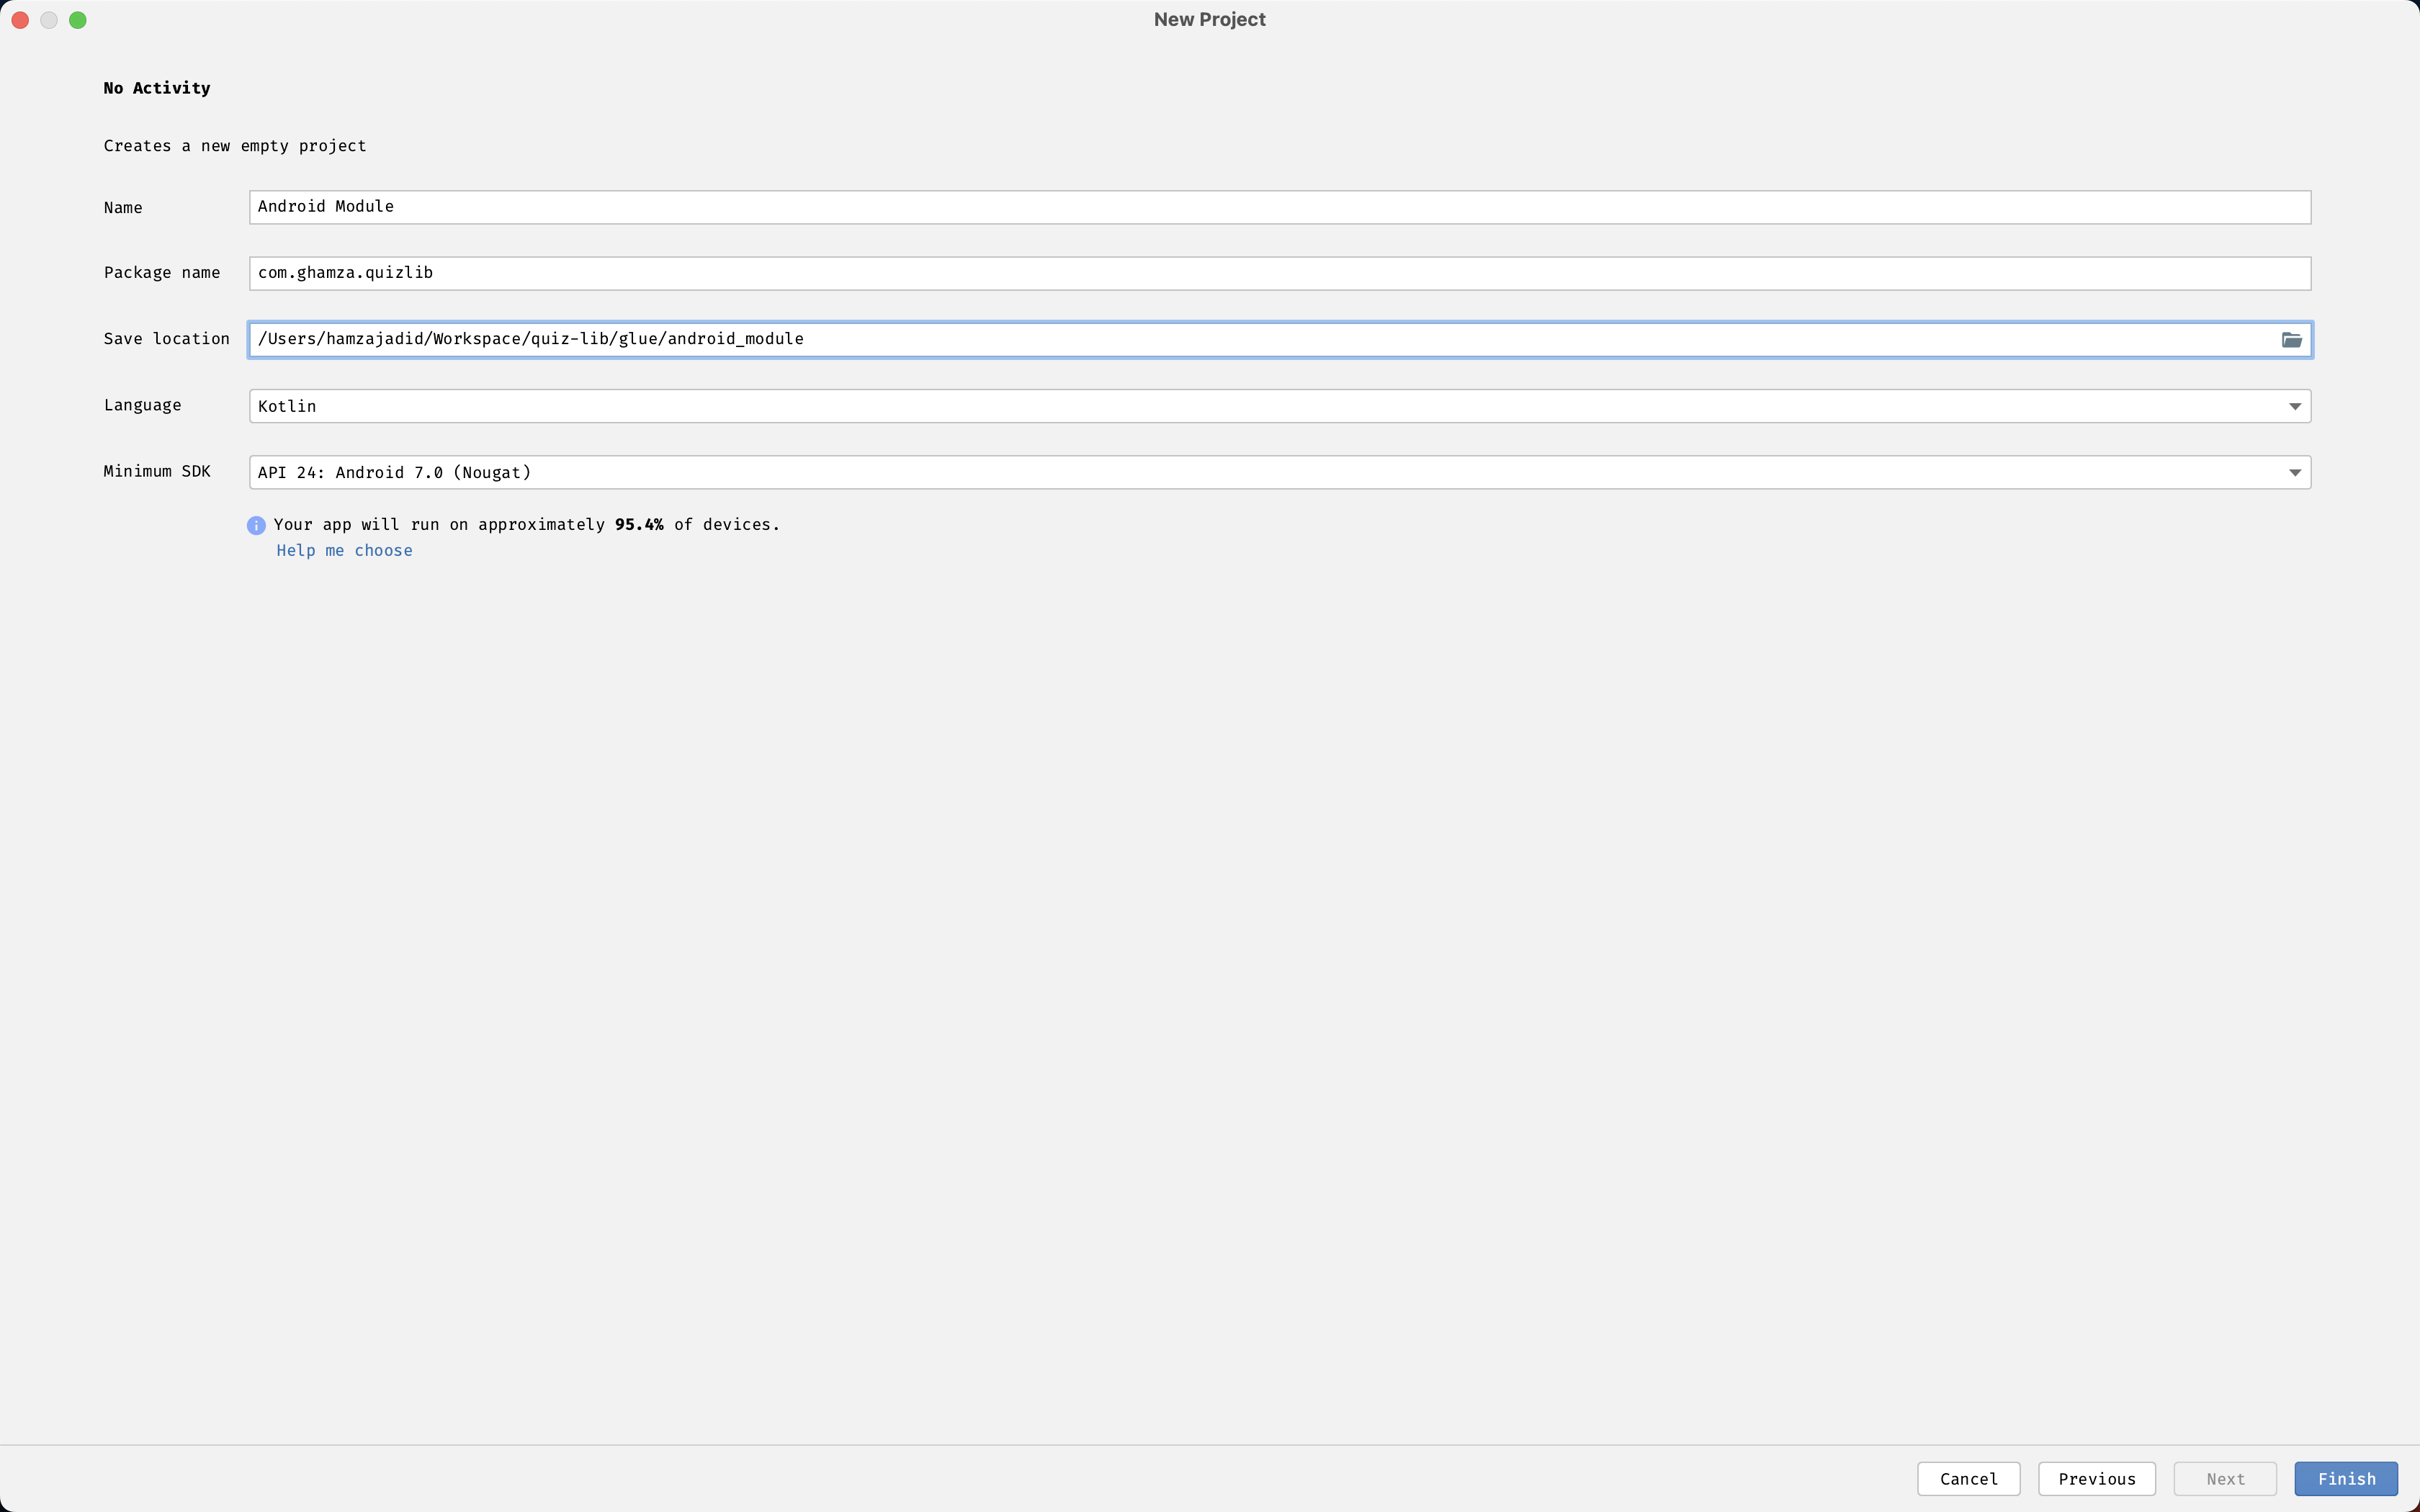 New Project
No Activity
Creates a new empty project
Name
Android Module
Package name
com.ghamza.quizlib
Save location
/Users/hamzajadid/Workspace/quiz-lib/glue/android_module
Language
Kotlin
Minimum SDK
API 24: Android 7.0 (Nougat)
Your app will run on approximately 95.4% of devices.
Help me choose
Cancel
Previous
Next
Finish